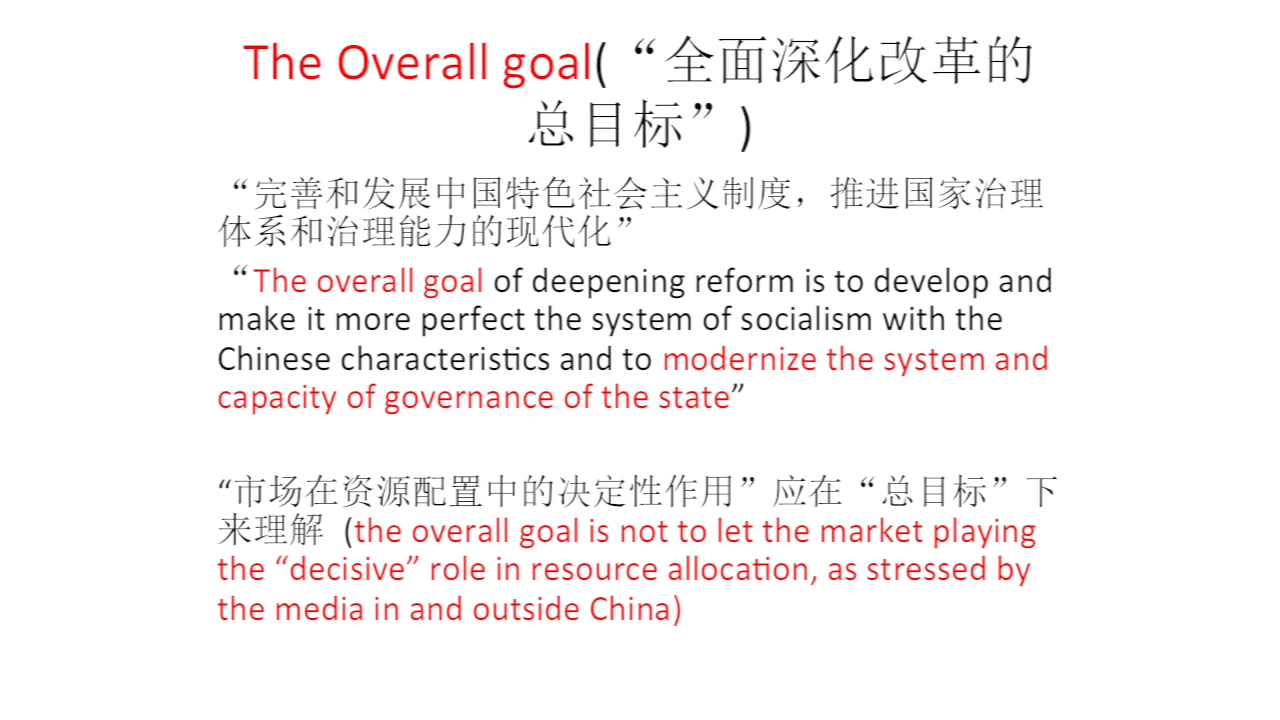 The Overall goal(“全面深化改革的
总目标”)
“完善和发展中国特色社会主义制度，推进国家治理
体系和治理能力的现代化”
“The overall goal of deepening reform is to develop and
make it more perfect the system of socialism with the
Chinese characteristics and to modernize the system and
capacity of governance of the state”
“市场在资源配置中的决定性作用”应在“总目标”下
来理解 (the overall goal is not to let the market playing
the “decisive” role in resource allocation, as stressed by
the media in and outside China)